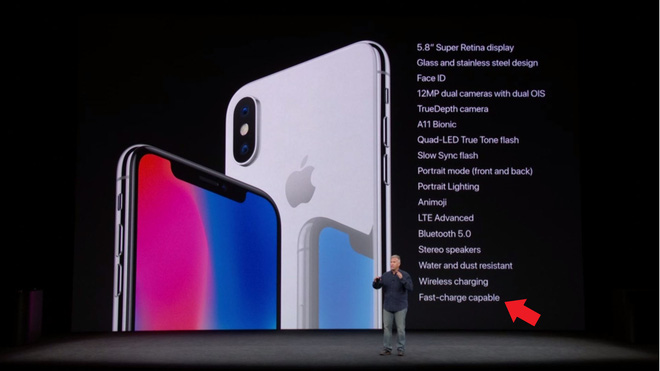 5.8" Super Retina display
Glass and stainless steel design
Face ID
12MP dual cameras with dual OIS
TrueDepth camera
A11 Bionic
Quad-LED True Tone flash
Slow Sync flash
Portrait mode (front and back)
Portrait Lighting
Animoji
LTE Advanced
Bluetooth 5.0
Stereo speakers
Water and dust resistant
Wireless charging
Fast-charge capable